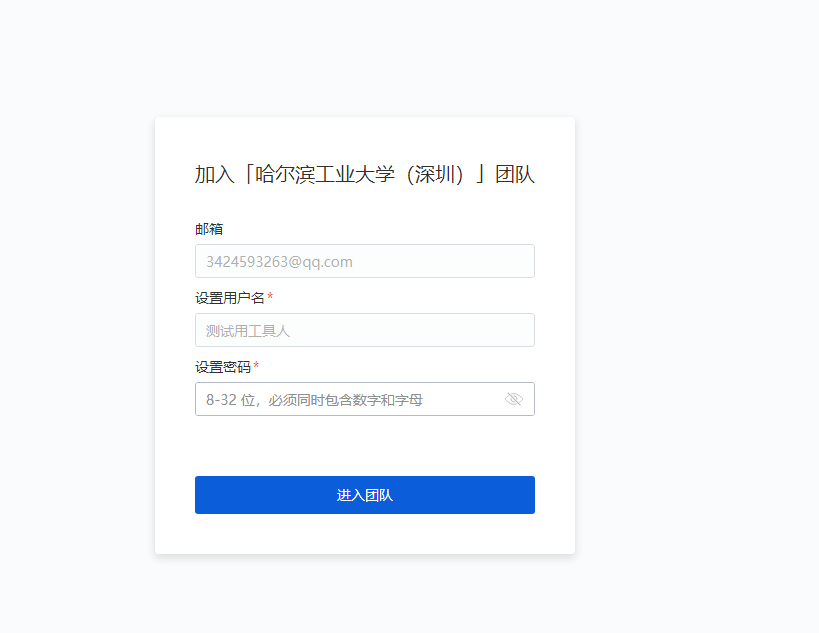 加入「哈尔滨工业大学（深圳）」团队
邮箱
3424593263@qq.com
设置用户名*
测试用工具人
设置密码*
8-32 位，必须同时包含数字和字母
进入团队